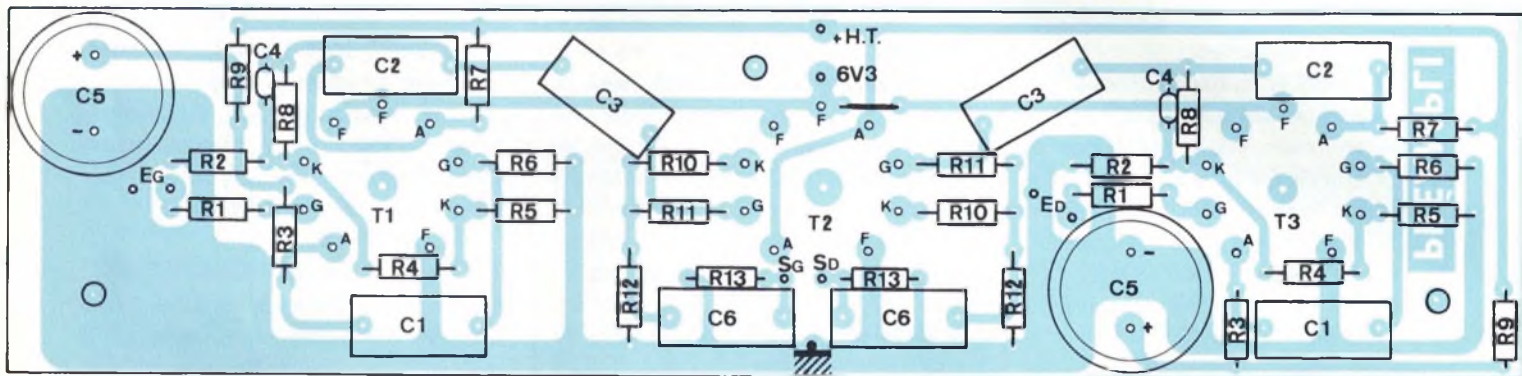 + H.T.
6V3
C5
+
-
R9
C4
R8
C2
F
F
A
R7
C3
R2
EG
R1
K
G
R3
A
T1
F
R4
C1
G
K
R6
R5
R10
R11
K
G
F
F
A
T2
A
SG
SD
F
R12
R13
C6
R13
C6
R12
G
K
R11
R10
C3
C4
R8
C2
F
F
A
R7
R6
R5
R2
R1
ED
K
G
G
K
T3
A
F
R4
C5
-
+
R3
C1
R9